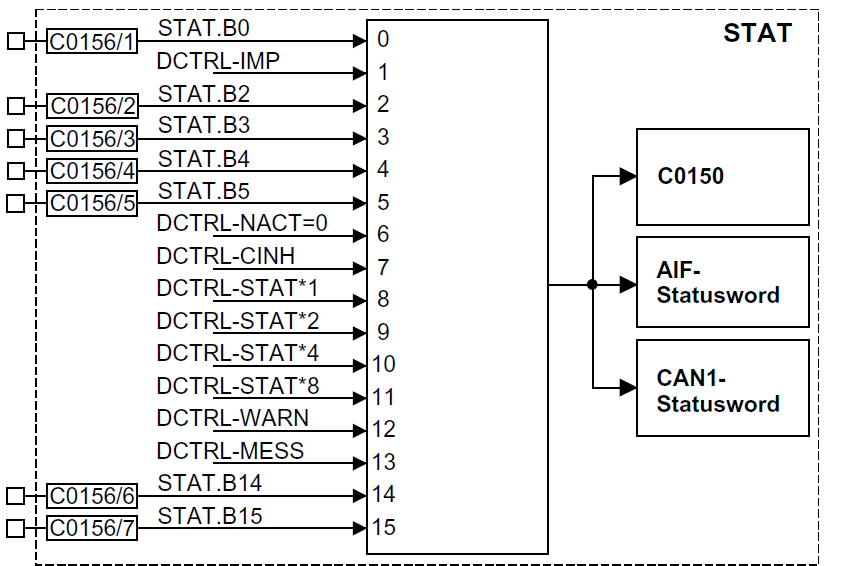 STAT
C0156/1 STAT.B0 0
DCTRL-IMP 1
C0156/2 STAT.B2 2
C0156/3 STAT.B3 3
C0156/4 STAT.B4 4
C0156/5 STAT.B5 5
DCTRL-NACT=0 6
DCTRL-CINH 7
DCTRL-STAT*1 8
DCTRL-STAT*2 9
DCTRL-STAT*4 10
DCTRL-STAT*8 11
DCTRL-WARN 12
DCTRL-MESS 13
C0156/6 STAT.B14 14
C0156/7 STAT.B15 15
C0150
AIF-
Statusword
CAN1-
Statusword